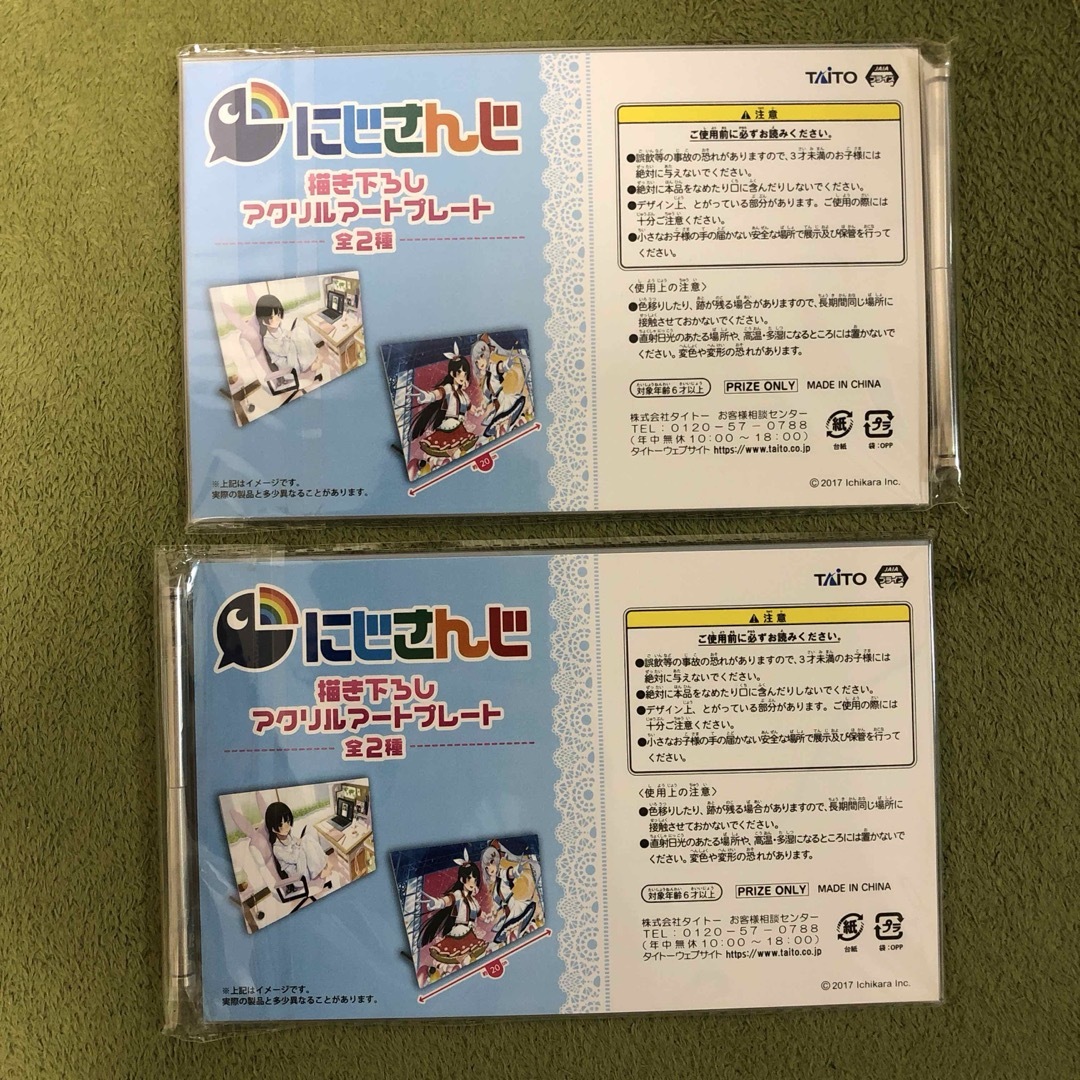 にじさんじ
描き下ろし
アクリルアートプレート
全2種
20
※上記はイメージです。
実際の製品と多少異なることがあります。
TAITO
JAIA
プライズ
注意
ご使用前に必ずお読みください。
●誤飲等の事故の恐れがありますので、3才未満のお子様には
絶対に与えないでください。
●絶対に本品をなめたり口に含んだりしないでください。
●デザイン上、とがっている部分があります。ご使用の際には
十分ご注意ください。
●小さなお子様の手の届かない安全な場所で展示及び保管を行って
ください。
〈使用上の注意〉
●色移りしたり、跡が残る場合がありますので、長期間同じ場所に
接触させておかないでください。
●直射日光のあたる場所や、高温・多湿になるところには置かないで
ください。変色や変形の恐れがあります。
対象年齢6才以上
PRIZE ONLY
MADE IN CHINA
株式会社タイトー お客様相談センター
TEL:0120-57-0788
(年中無休10:00~18:00)
タイトーウェブサイト https://www.taito.co.jp
紙
台紙
プラ
袋:OPP
©2017 Ichikara Inc.
にじさんじ
描き下ろし
アクリルアートプレート
全2種
20
※上記はイメージです。
実際の製品と多少異なることがあります。
TAITO
JAIA
プライズ
注意
ご使用前に必ずお読みください。
●誤飲等の事故の恐れがありますので、3才未満のお子様には
絶対に与えないでください。
●絶対に本品をなめたり口に含んだりしないでください。
●デザイン上、とがっている部分があります。ご使用の際には
十分ご注意ください。
●小さなお子様の手の届かない安全な場所で展示及び保管を行って
ください。
〈使用上の注意〉
●色移りしたり、跡が残る場合がありますので、長期間同じ場所に
接触させておかないでください。
●直射日光のあたる場所や、高温・多湿になるところには置かないで
ください。変色や変形の恐れがあります。
対象年齢6才以上
PRIZE ONLY
MADE IN CHINA
株式会社タイトー お客様相談センター
TEL:0120-57-0788
(年中無休10:00~18:00)
タイトーウェブサイト https://www.taito.co.jp
紙
台紙
プラ
袋:OPP
©2017 Ichikara Inc.